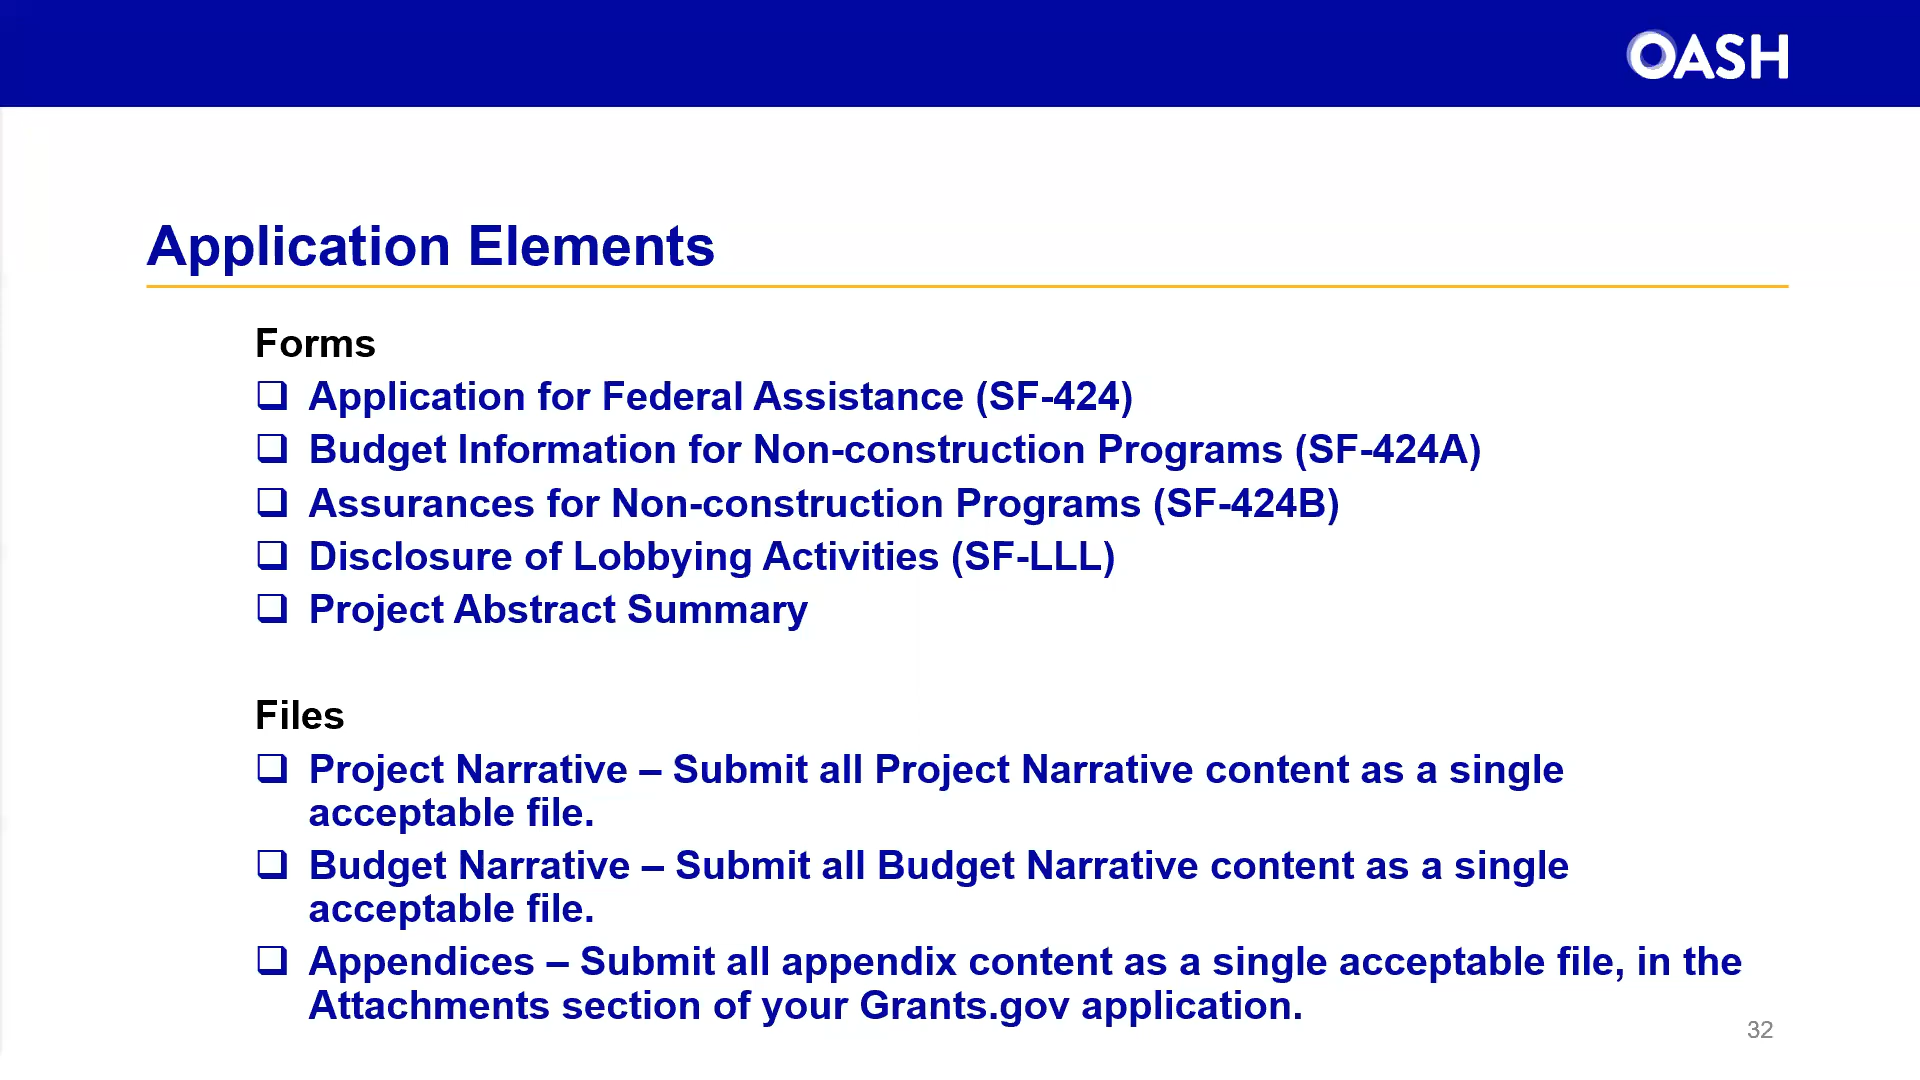 OASH
Application Elements
Forms
Application for Federal Assistance (SF-424)
Budget Information for Non-construction Programs (SF-424A)
Assurances for Non-construction Programs (SF-424B)
Disclosure of Lobbying Activities (SF-LLL)
Project Abstract Summary
Files
Project Narrative – Submit all Project Narrative content as a single
acceptable file.
Budget Narrative – Submit all Budget Narrative content as a single
acceptable file.
Appendices – Submit all appendix content as a single acceptable file, in the
Attachments section of your Grants.gov application.
32